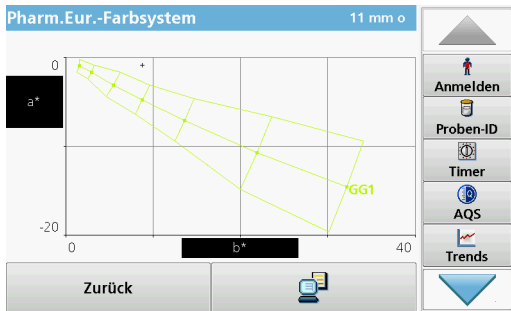 Pharm.Eur.-Farbsystem
11 mm o
0
a*
-20
GG1
0
b*
40
Zurück
Anmelden
Proben-ID
Timer
AQS
Trends